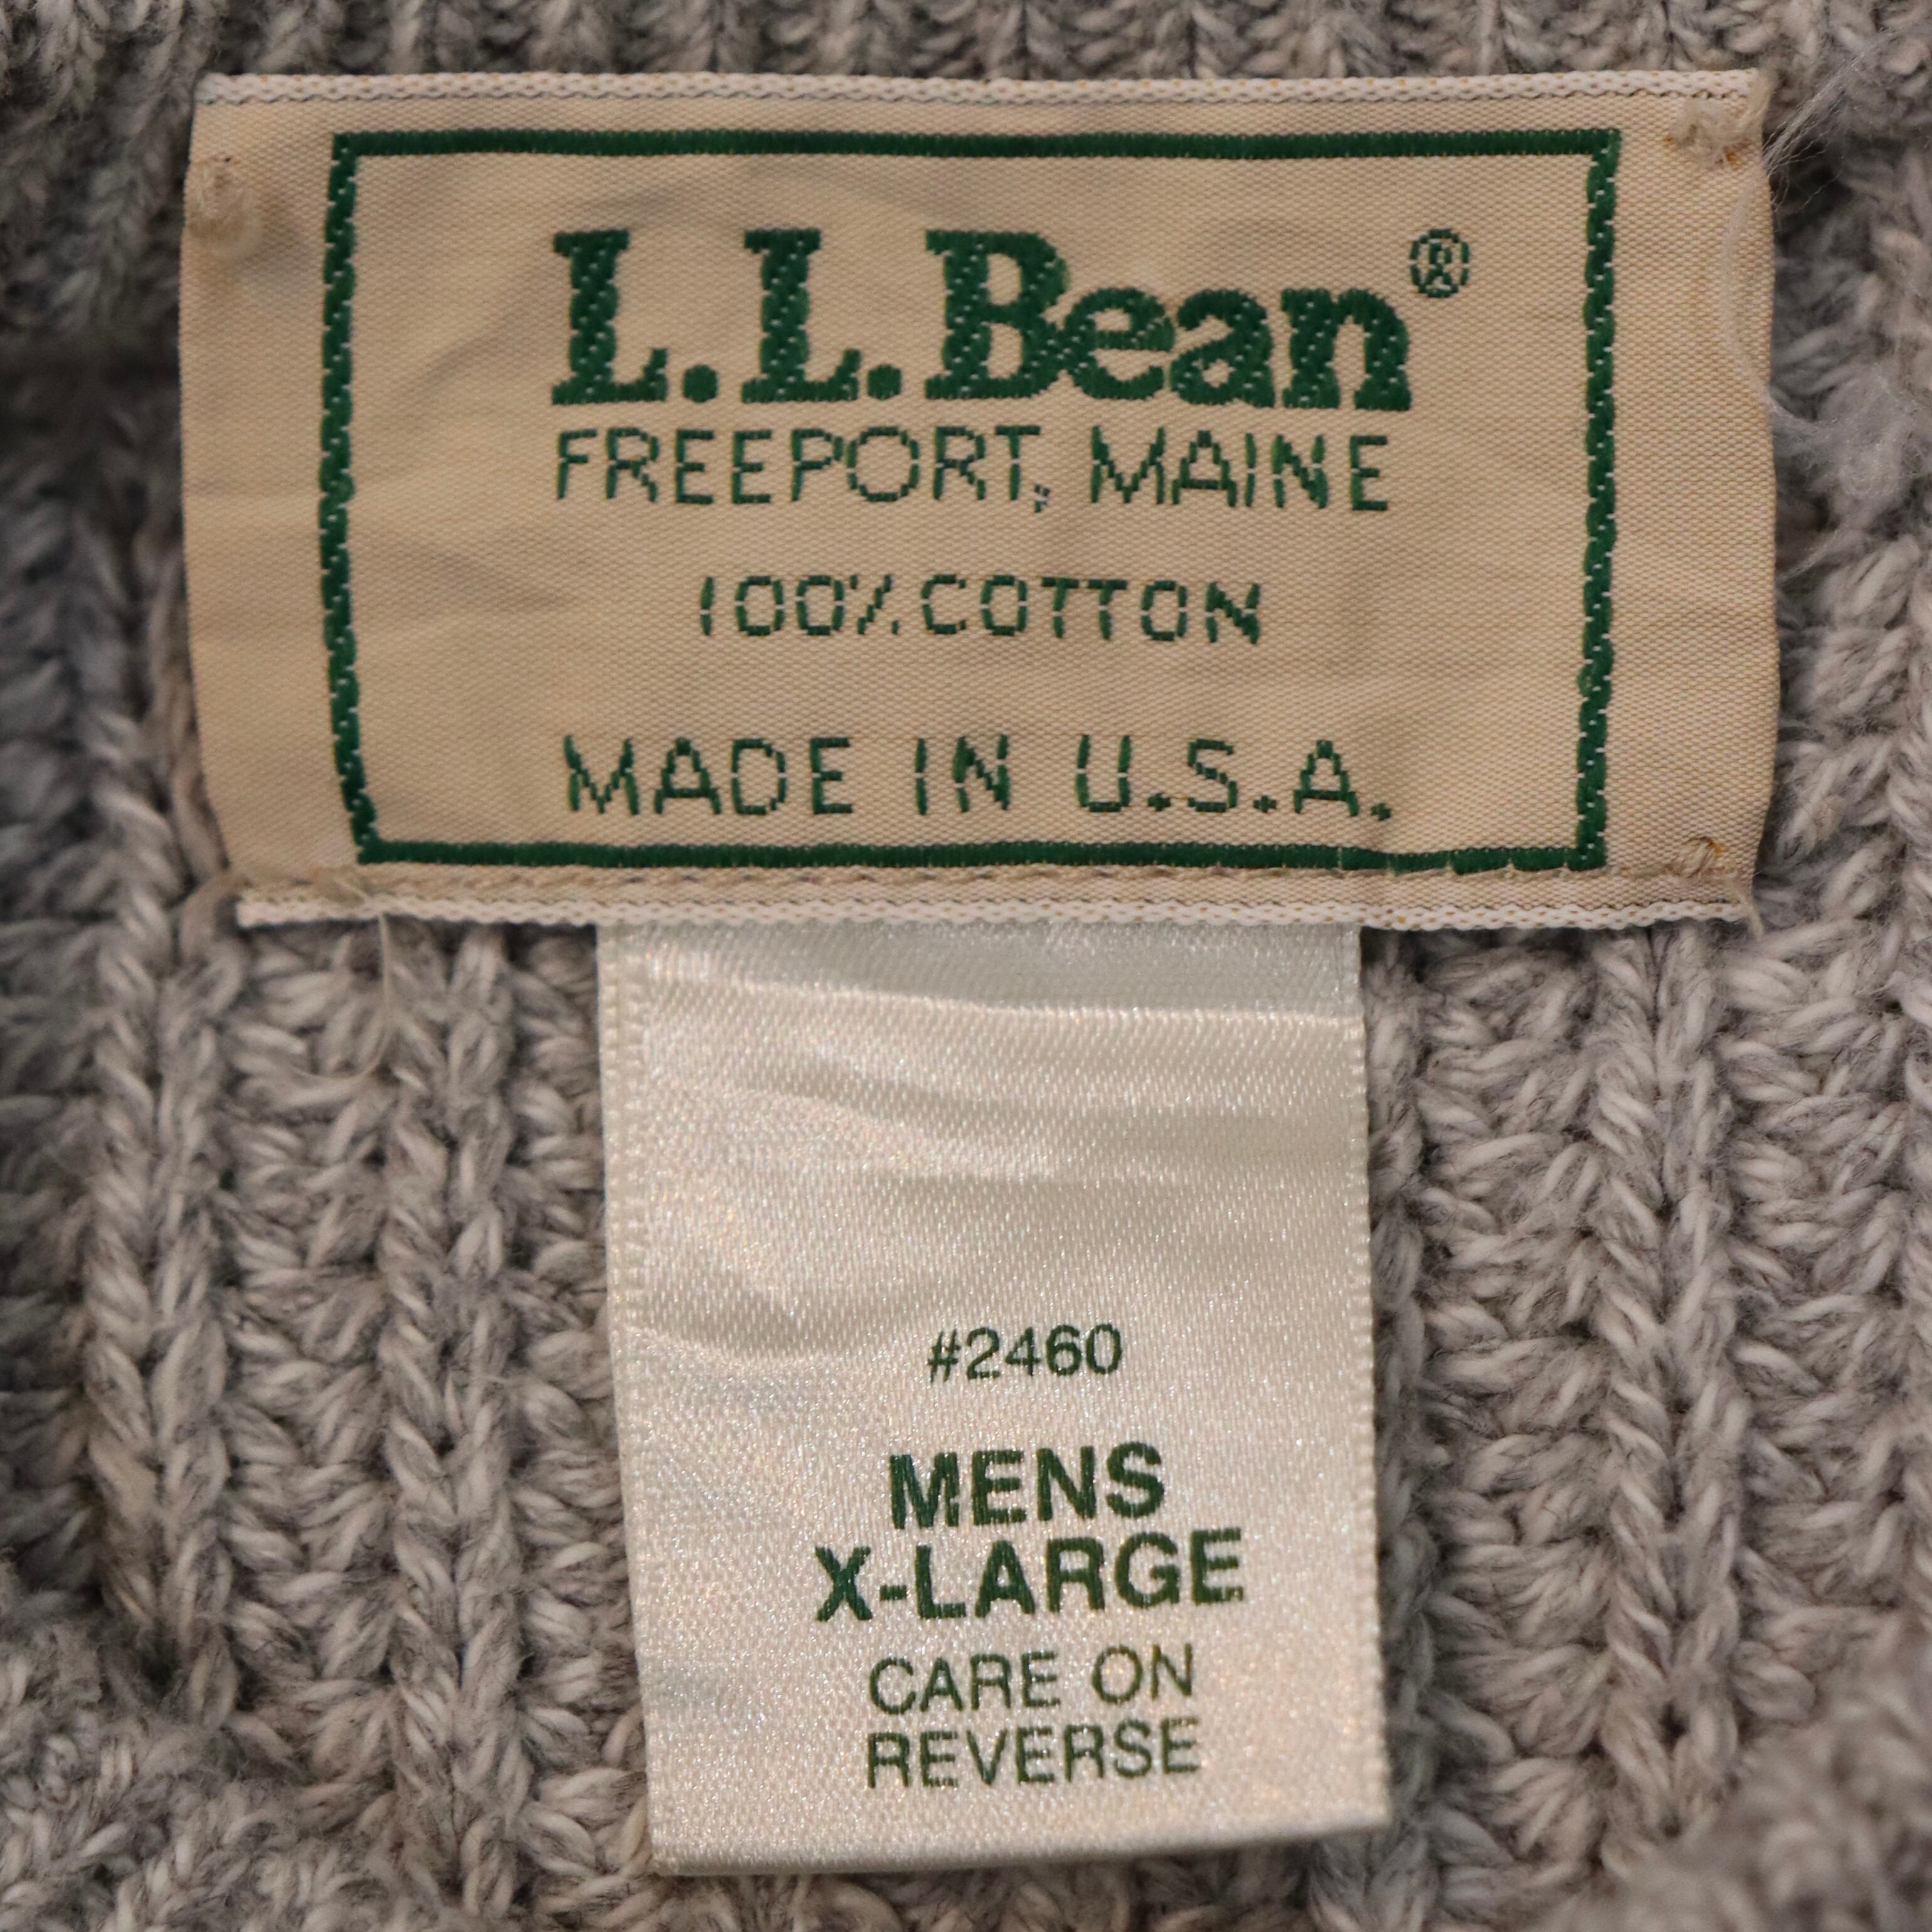 L.L.Bean®
FREEPORT, MAINE
100% COTTON
MADE IN U.S.A.
#2460
MENS
X-LARGE
CARE ON
REVERSE